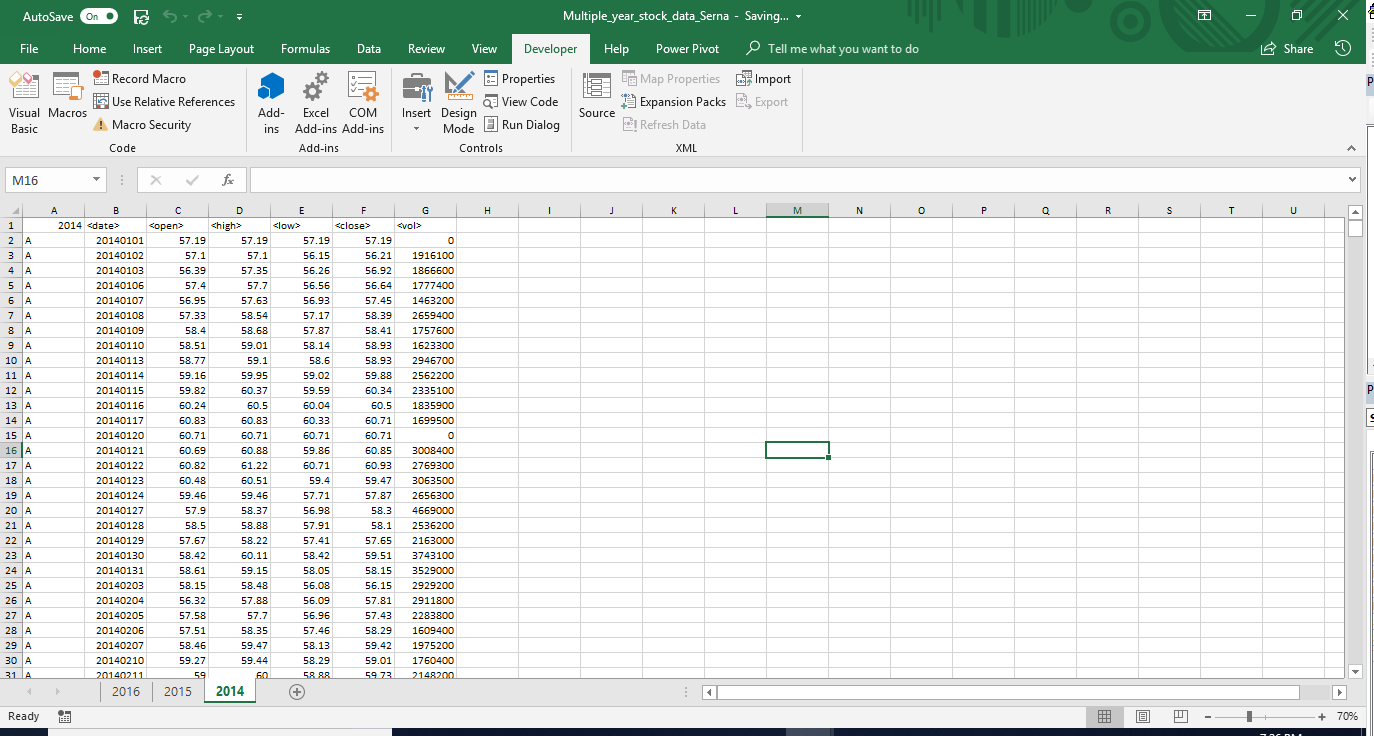 AutoSave On Multiple_year_stock_data_Serna - Saving...
File Home Insert Page Layout Formulas Data Review View Developer Help Power Pivot Tell me what you want to do Share
Visual Basic Macros Record Macro Use Relative References Macro Security Code
Add-ins Excel Add-ins COM Add-ins Add-ins
Insert Design Mode Properties View Code Run Dialog Controls
Source Map Properties Expansion Packs Refresh Data Import Export XML
M16 fx
A B C D E F G H I J K L M N O P Q R S T U
1 2014 <date> <open> <high> <low> <close> <vol>
2 A 20140101 57.19 57.19 57.19 57.19 0
3 A 20140102 57.1 57.1 56.15 56.21 1916100
4 A 20140103 56.39 57.35 56.26 56.92 1866600
5 A 20140106 57.4 57.7 56.56 56.64 1777400
6 A 20140107 56.95 57.63 56.93 57.45 1463200
7 A 20140108 57.33 58.54 57.17 58.39 2659400
8 A 20140109 58.4 58.68 57.87 58.41 1757600
9 A 20140110 58.51 59.01 58.14 58.93 1623300
10 A 20140113 58.77 59.1 58.6 58.93 2946700
11 A 20140114 59.16 59.95 59.02 59.88 2562200
12 A 20140115 59.82 60.37 59.59 60.34 2335100
13 A 20140116 60.24 60.5 60.04 60.5 1835900
14 A 20140117 60.83 60.83 60.33 60.71 1699500
15 A 20140120 60.71 60.71 60.71 60.71 0
16 A 20140121 60.69 60.88 59.86 60.85 3008400
17 A 20140122 60.82 61.22 60.71 60.93 2769300
18 A 20140123 60.48 60.51 59.4 59.47 3063500
19 A 20140124 59.46 59.46 57.71 57.87 2656300
20 A 20140127 57.9 58.37 56.98 58.3 4669000
21 A 20140128 58.5 58.88 57.91 58.1 2536200
22 A 20140129 57.67 58.22 57.41 57.65 2163000
23 A 20140130 58.42 60.11 58.42 59.51 3743100
24 A 20140131 58.61 59.15 58.05 58.15 3529000
25 A 20140203 58.15 58.48 56.08 56.15 2929200
26 A 20140204 56.32 57.88 56.09 57.81 2911800
27 A 20140205 57.58 57.7 56.96 57.43 2283800
28 A 20140206 57.51 58.35 57.46 58.29 1609400
29 A 20140207 58.46 59.47 58.13 59.42 1975200
30 A 20140210 59.27 59.44 58.29 59.01 1760400
31 A 20140211 59 60 58.88 59.73 2148200
2016 2015 2014
Ready 70%